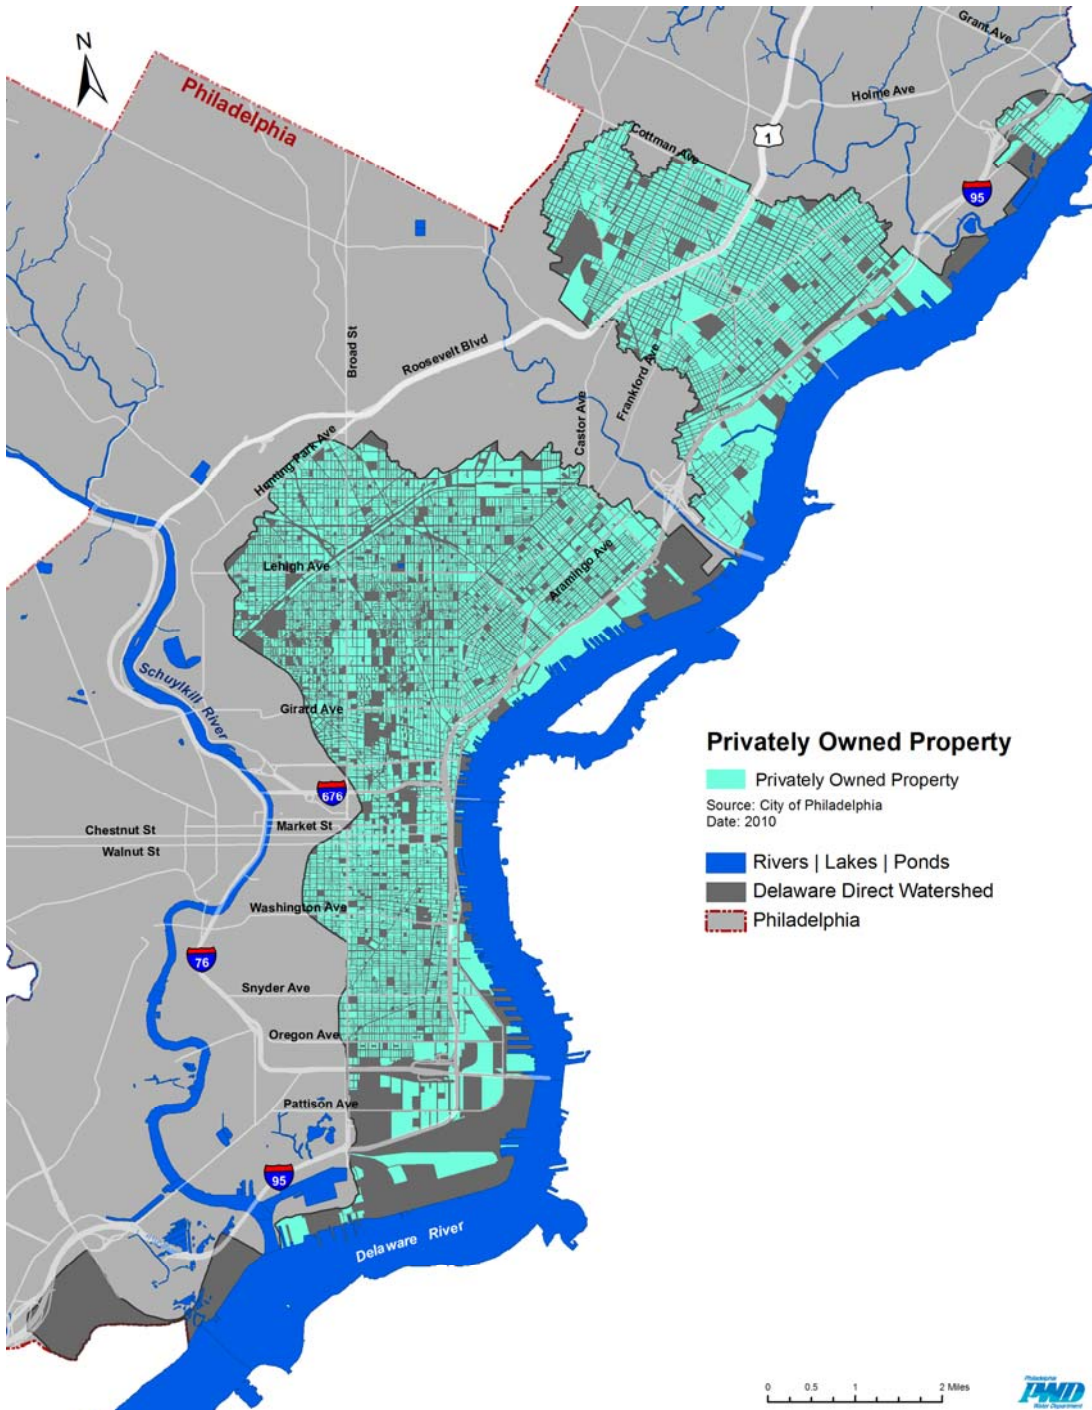 N
Philadelphia
Grant Ave
Holme Ave
Cottman Ave
1
95
Broad St
Roosevelt Blvd
Frankford Ave
Castor Ave
Hunting Park Ave
Lehigh Ave
Aramingo Ave
Schuylkill River
Girard Ave
676
Chestnut St
Market St
Walnut St
Washington Ave
76
Snyder Ave
Oregon Ave
Pattison Ave
95
Delaware River
Privately Owned Property
Privately Owned Property
Source: City of Philadelphia
Date: 2010
Rivers | Lakes | Ponds
Delaware Direct Watershed
Philadelphia
0 0.5 1 2 Miles
Philadelphia
PWD
Water Department